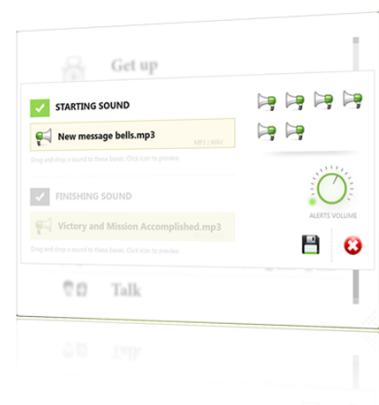 Get up
STARTING SOUND
New message bells.mp3
MP3 / WAV
Drag and drop a sound to these boxes. Click icon to preview.
FINISHING SOUND
Victory and Mission Accomplished.mp3
Drag and drop a sound to these boxes. Click icon to preview.
ALERTS VOLUME
Talk